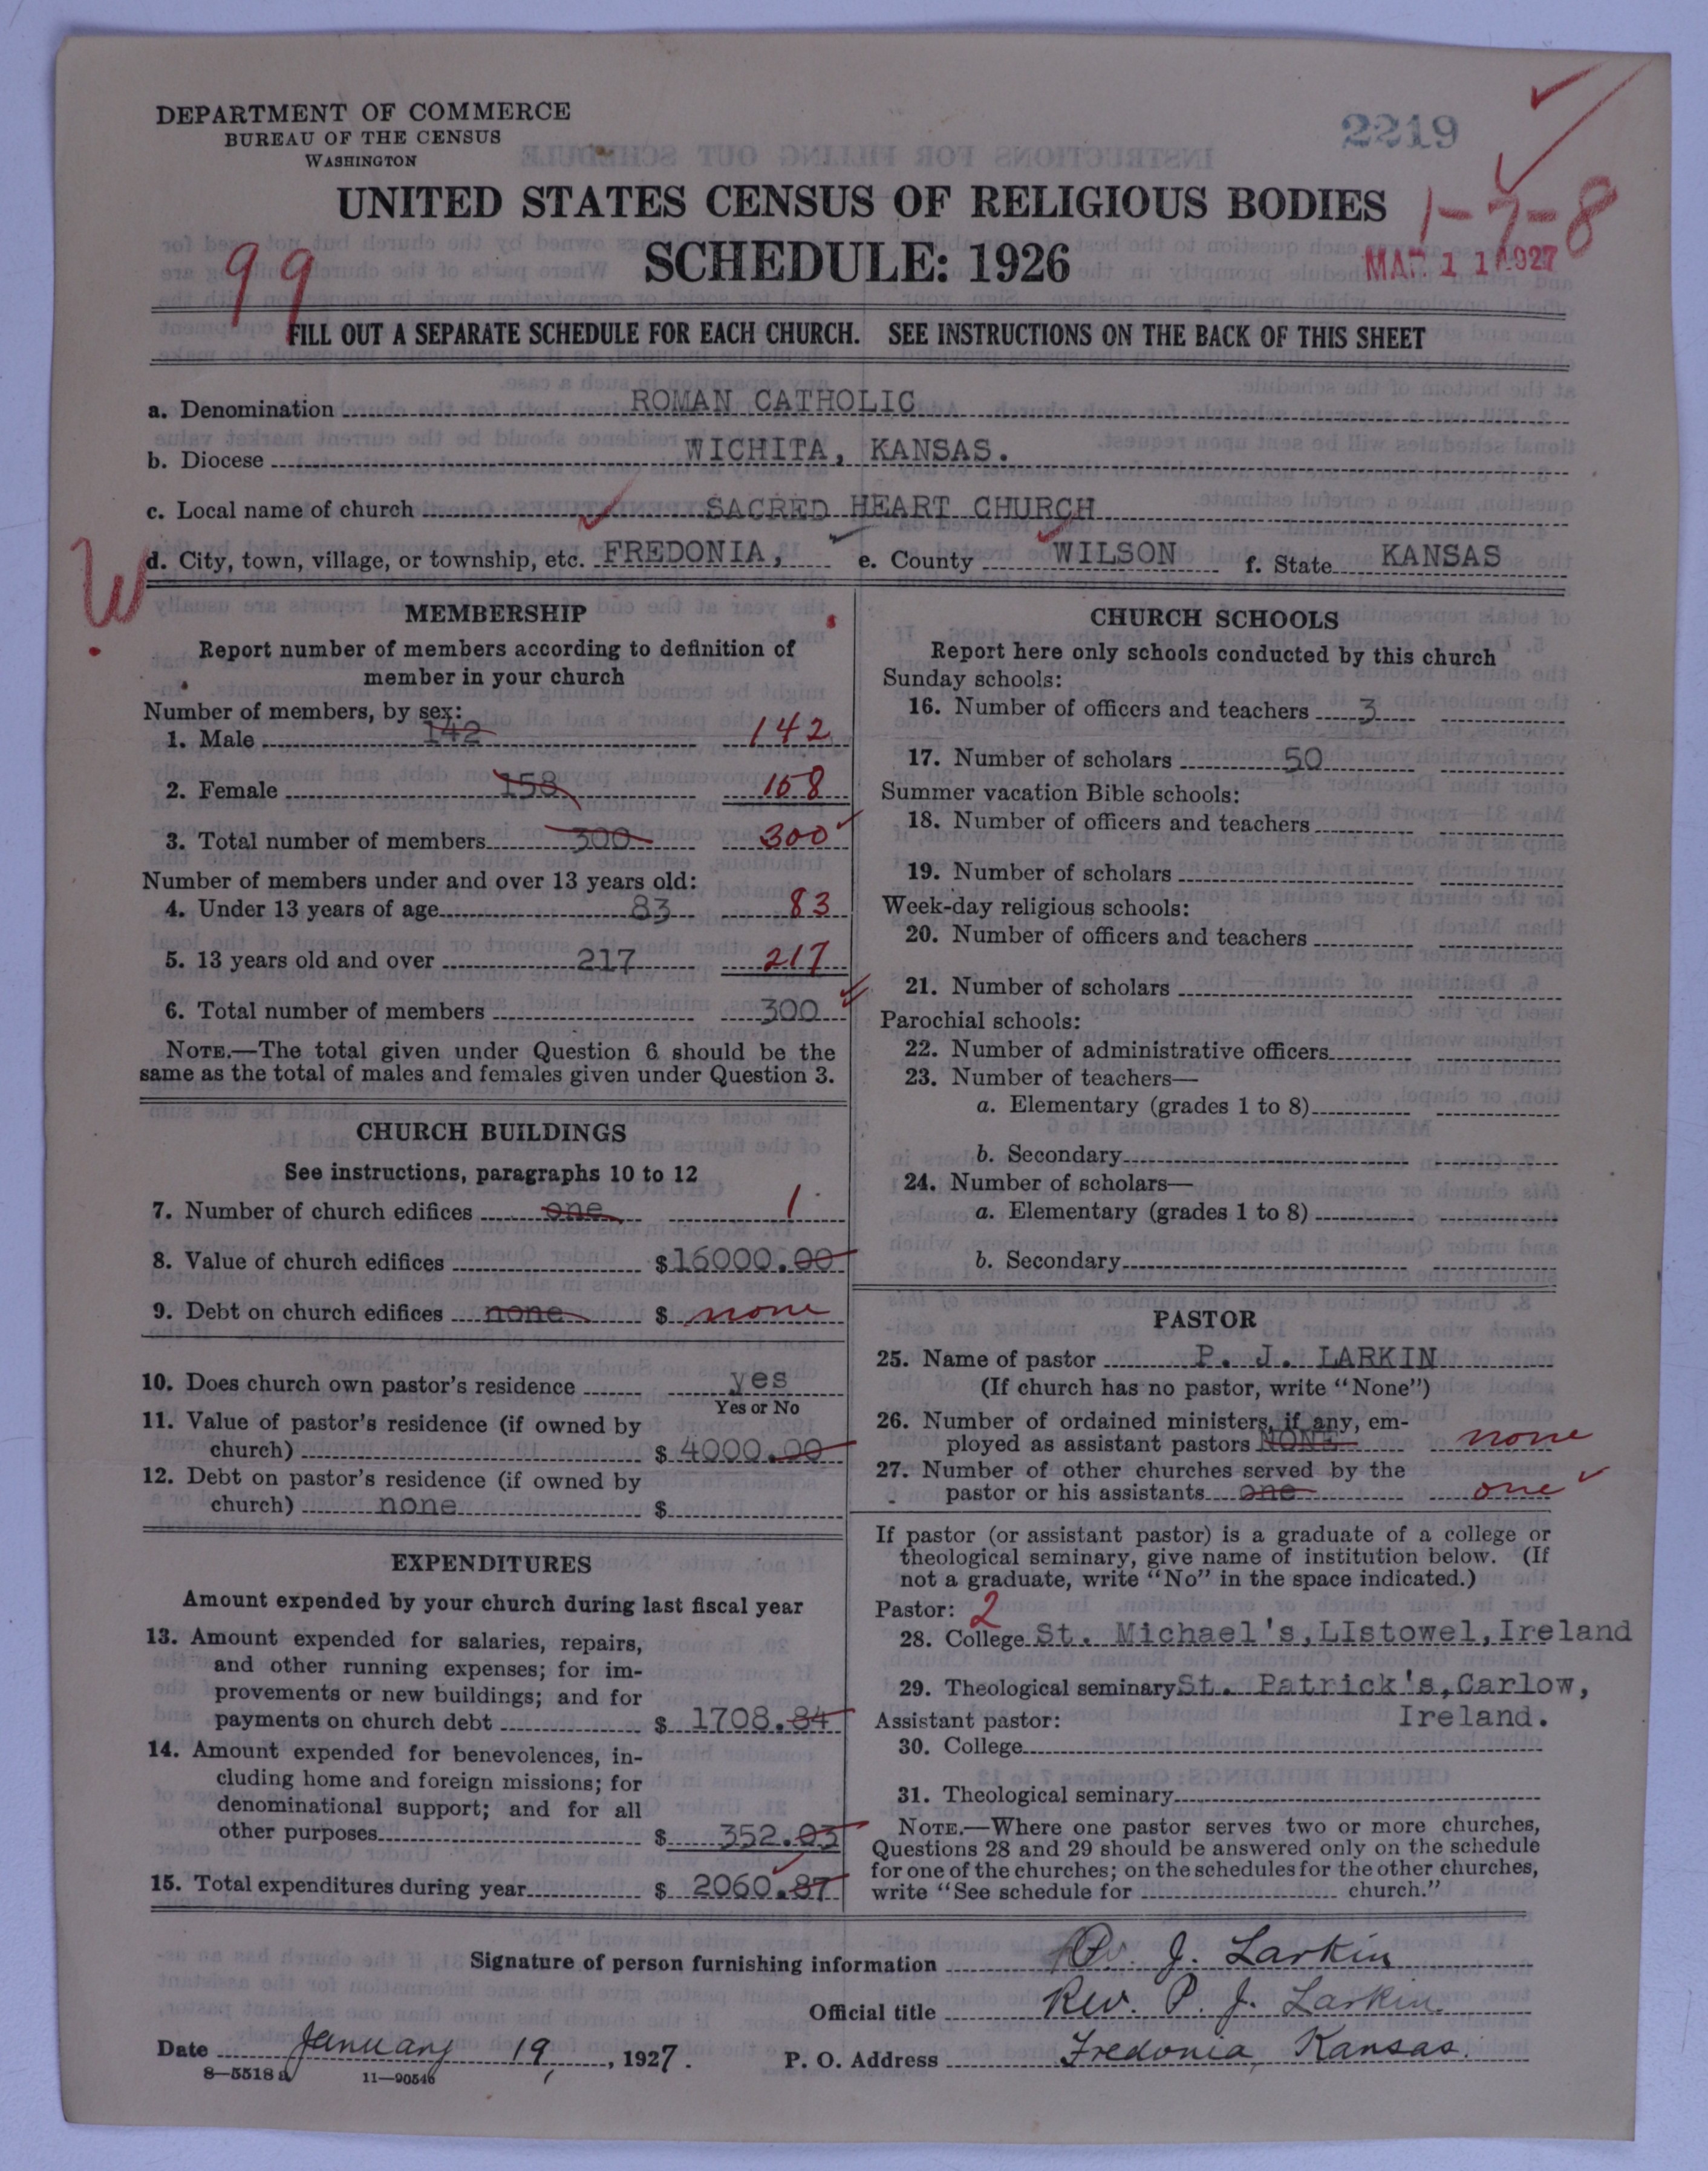 DEPARTMENT OF COMMERCE
BUREAU OF THE CENSUS
WASHINGTON
2219
UNITED STATES CENSUS OF RELIGIOUS BODIES
1-7-8
SCHEDULE: 1926
MAR 11 1927
99
FILL OUT A SEPARATE SCHEDULE FOR EACH CHURCH. SEE INSTRUCTIONS ON THE BACK OF THIS SHEET
a. Denomination ROMAN CATHOLIC
b. Diocese WICHITA, KANSAS.
c. Local name of church SACRED HEART CHURCH
W
d. City, town, village, or township, etc. FREDONIA, e. County WILSON f. State KANSAS
MEMBERSHIP
Report number of members according to definition of
member in your church
Number of members, by sex:
1. Male 142 142
2. Female 158 158
3. Total number of members 300 300
Number of members under and over 13 years old:
4. Under 13 years of age 83 83
5. 13 years old and over 217 217
6. Total number of members 300
NOTE.—The total given under Question 6 should be the
same as the total of males and females given under Question 3.
CHURCH BUILDINGS
See instructions, paragraphs 10 to 12
7. Number of church edifices one 1
8. Value of church edifices $16000.00
9. Debt on church edifices none $ none
10. Does church own pastor's residence yes
Yes or No
11. Value of pastor's residence (if owned by
church) $ 4000.00
12. Debt on pastor's residence (if owned by
church) none $
EXPENDITURES
Amount expended by your church during last fiscal year
13. Amount expended for salaries, repairs,
and other running expenses; for im-
provements or new buildings; and for
payments on church debt $ 1708.84
14. Amount expended for benevolences, in-
cluding home and foreign missions; for
denominational support; and for all
other purposes $ 352.03
15. Total expenditures during year $ 2060.87
CHURCH SCHOOLS
Report here only schools conducted by this church
Sunday schools:
16. Number of officers and teachers 3
17. Number of scholars 50
Summer vacation Bible schools:
18. Number of officers and teachers
19. Number of scholars
Week-day religious schools:
20. Number of officers and teachers
21. Number of scholars
Parochial schools:
22. Number of administrative officers
23. Number of teachers—
a. Elementary (grades 1 to 8)
b. Secondary
24. Number of scholars—
a. Elementary (grades 1 to 8)
b. Secondary
PASTOR
25. Name of pastor P. J. LARKIN
(If church has no pastor, write "None")
26. Number of ordained ministers, if any, em-
ployed as assistant pastors NONE none
27. Number of other churches served by the
pastor or his assistants one one
If pastor (or assistant pastor) is a graduate of a college or
theological seminary, give name of institution below. (If
not a graduate, write "No" in the space indicated.)
Pastor: 2
28. College St. Michael's, LIstowel, Ireland
29. Theological seminary St. Patrick's, Carlow,
Ireland.
Assistant pastor:
30. College
31. Theological seminary
NOTE.—Where one pastor serves two or more churches,
Questions 28 and 29 should be answered only on the schedule
for one of the churches; on the schedules for the other churches,
write "See schedule for church."
Signature of person furnishing information P. J. Larkin
Official title Rev. P. J. Larkin
Date January 19, 1927. P. O. Address Fredonia, Kansas.
8—5518 a 11—90546